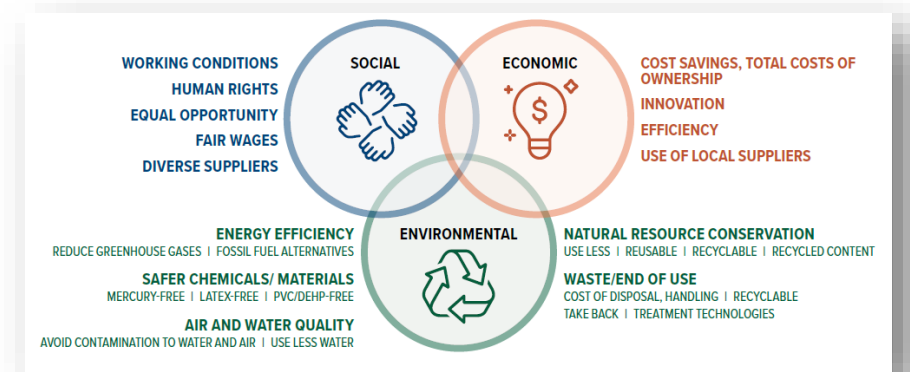 SOCIAL
WORKING CONDITIONS
HUMAN RIGHTS
EQUAL OPPORTUNITY
FAIR WAGES
DIVERSE SUPPLIERS
ECONOMIC
$
COST SAVINGS, TOTAL COSTS OF
OWNERSHIP
INNOVATION
EFFICIENCY
USE OF LOCAL SUPPLIERS
ENVIRONMENTAL
ENERGY EFFICIENCY
REDUCE GREENHOUSE GASES | FOSSIL FUEL ALTERNATIVES
SAFER CHEMICALS/ MATERIALS
MERCURY-FREE | LATEX-FREE | PVC/DEHP-FREE
AIR AND WATER QUALITY
AVOID CONTAMINATION TO WATER AND AIR | USE LESS WATER
NATURAL RESOURCE CONSERVATION
USE LESS | REUSABLE | RECYCLABLE | RECYCLED CONTENT
WASTE/END OF USE
COST OF DISPOSAL, HANDLING | RECYCLABLE
TAKE BACK | TREATMENT TECHNOLOGIES